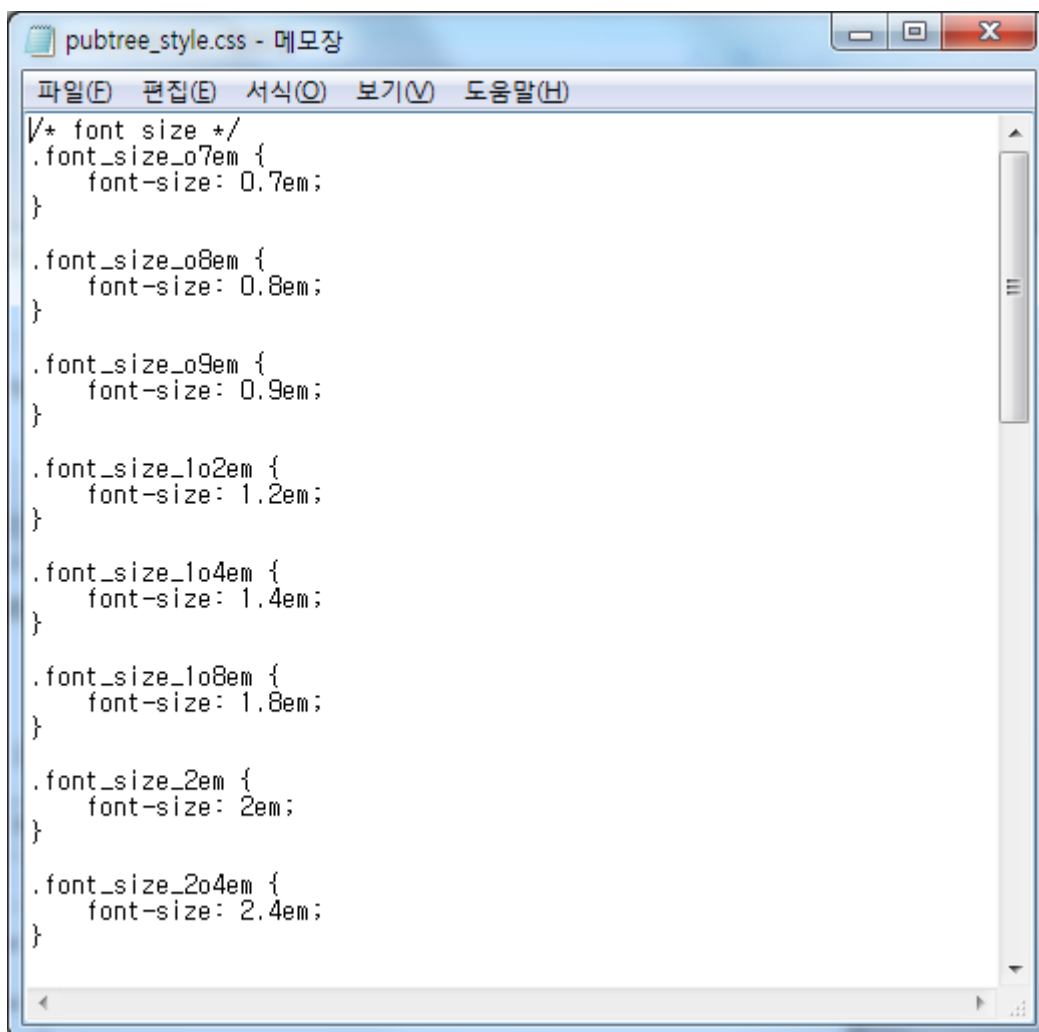 pubtree_style.css - 메모장
파일(F) 편집(E) 서식(O) 보기(V) 도움말(H)
/* font size */
.font_size_o7em {
    font-size: 0.7em;
}

.font_size_o8em {
    font-size: 0.8em;
}

.font_size_o9em {
    font-size: 0.9em;
}

.font_size_1o2em {
    font-size: 1.2em;
}

.font_size_1o4em {
    font-size: 1.4em;
}

.font_size_1o8em {
    font-size: 1.8em;
}

.font_size_2em {
    font-size: 2em;
}

.font_size_2o4em {
    font-size: 2.4em;
}